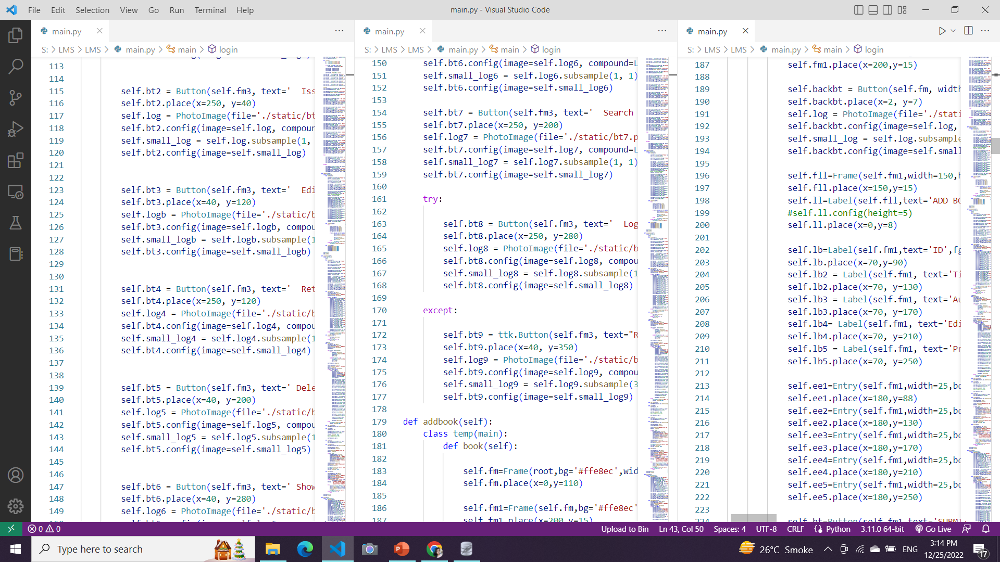 File Edit Selection View Go Run Terminal Help
main.py - Visual Studio Code
main.py
S: > LMS > LMS > main.py > main > login
113
114
115 self.bt2 = Button(self.fm3, text='  Iss
116 self.bt2.place(x=250, y=40)
117 self.log = PhotoImage(file='./static/bt
118 self.bt2.config(image=self.log, compoun
119 self.small_log = self.log.subsample(1,
120 self.bt2.config(image=self.small_log)
121
122
123 self.bt3 = Button(self.fm3, text='  Edi
124 self.bt3.place(x=40, y=120)
125 self.logb = PhotoImage(file='./static/b
126 self.bt3.config(image=self.logb, compou
127 self.small_logb = self.logb.subsample(1
128 self.bt3.config(image=self.small_logb)
129
130
131 self.bt4 = Button(self.fm3, text='  Ret
132 self.bt4.place(x=250, y=120)
133 self.log4 = PhotoImage(file='./static/b
134 self.bt4.config(image=self.log4, compou
135 self.small_log4 = self.log4.subsample(1
136 self.bt4.config(image=self.small_log4)
137
138
139 self.bt5 = Button(self.fm3, text=' Dele
140 self.bt5.place(x=40, y=200)
141 self.log5 = PhotoImage(file='./static/b
142 self.bt5.config(image=self.log5, compou
143 self.small_log5 = self.log5.subsample(1
144 self.bt5.config(image=self.small_log5)
145
146
147 self.bt6 = Button(self.fm3, text=' Show
148 self.bt6.place(x=40, y=280)
149 self.log6 = PhotoImage(file='./static/b
main.py
S: > LMS > LMS > main.py > main > login
150 self.bt6.config(image=self.log6, compound=L
151 self.small_log6 = self.log6.subsample(1, 1)
152 self.bt6.config(image=self.small_log6)
153
154 self.bt7 = Button(self.fm3, text='  Search
155 self.bt7.place(x=250, y=200)
156 self.log7 = PhotoImage(file='./static/bt7.p
157 self.bt7.config(image=self.log7, compound=L
158 self.small_log7 = self.log7.subsample(1, 1)
159 self.bt7.config(image=self.small_log7)
160
161 try:
162
163 self.bt8 = Button(self.fm3, text='  Log
164 self.bt8.place(x=250, y=280)
165 self.log8 = PhotoImage(file='./static/b
166 self.bt8.config(image=self.log8, compou
167 self.small_log8 = self.log8.subsample(1
168 self.bt8.config(image=self.small_log8)
169
170 except:
171
172 self.bt9 = ttk.Button(self.fm3, text="R
173 self.bt9.place(x=40, y=350)
174 self.log9 = PhotoImage(file='./static/b
175 self.bt9.config(image=self.log9, compou
176 self.small_log9 = self.log9.subsample(3
177 self.bt9.config(image=self.small_log9)
178
179 def addbook(self):
180 class temp(main):
181 def book(self):
182
183 self.fm=Frame(root,bg='#ffe8ec',wid
184 self.fm.place(x=0,y=110)
185
186 self.fm1=Frame(self.fm,bg='#ffe8ec'
187 self.fm1.place(x=200,y=15)
main.py
S: > LMS > LMS > main.py > main > login
187 self.fm1.place(x=200,y=15)
188
189 self.backbt = Button(self.fm, widt
190 self.backbt.place(x=2, y=7)
191 self.log = PhotoImage(file='./stati
192 self.backbt.config(image=self.log,
193 self.small_log = self.log.subsample
194 self.backbt.config(image=self.small
195
196 self.fll=Frame(self.fm1,width=150,h
197 self.fll.place(x=150,y=15)
198 self.ll=Label(self.fll,text='ADD BO
199 #self.ll.config(height=5)
200 self.ll.place(x=0,y=8)
201
202 self.lb=Label(self.fm1,text='ID',fg
203 self.lb.place(x=70,y=90)
204 self.lb2 = Label(self.fm1, text='Ti
205 self.lb2.place(x=70, y=130)
206 self.lb3 = Label(self.fm1, text='Au
207 self.lb3.place(x=70, y=170)
208 self.lb4= Label(self.fm1, text='Edi
209 self.lb4.place(x=70, y=210)
210 self.lb5 = Label(self.fm1, text='Pr
211 self.lb5.place(x=70, y=250)
212
213 self.ee1=Entry(self.fm1,width=25,bd
214 self.ee1.place(x=180,y=88)
215 self.ee2=Entry(self.fm1,width=25,bd
216 self.ee2.place(x=180,y=130)
217 self.ee3=Entry(self.fm1,width=25,bd
218 self.ee3.place(x=180,y=170)
219 self.ee4=Entry(self.fm1,width=25,bd
220 self.ee4.place(x=180,y=210)
221 self.ee5=Entry(self.fm1,width=25,bd
222 self.ee5.place(x=180,y=250)
223
224 self.bt=Button(self.fm1,text='SUBMI
0 0 Upload to Bin Ln 43, Col 50 Spaces: 4 UTF-8 CRLF Python 3.11.0 64-bit Go Live
Type here to search
26°C Smoke ENG 3:14 PM
12/25/2022
17